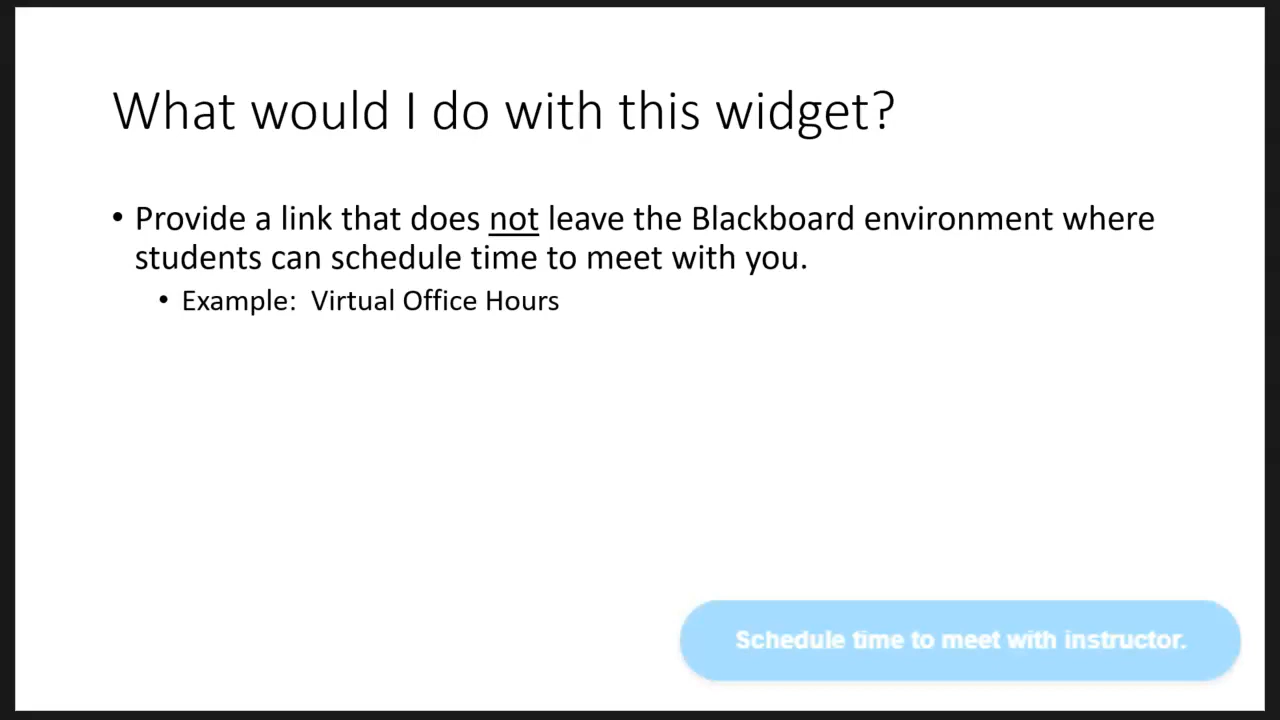 What would I do with this widget?
• Provide a link that does not leave the Blackboard environment where
students can schedule time to meet with you.
• Example:  Virtual Office Hours
Schedule time to meet with instructor.